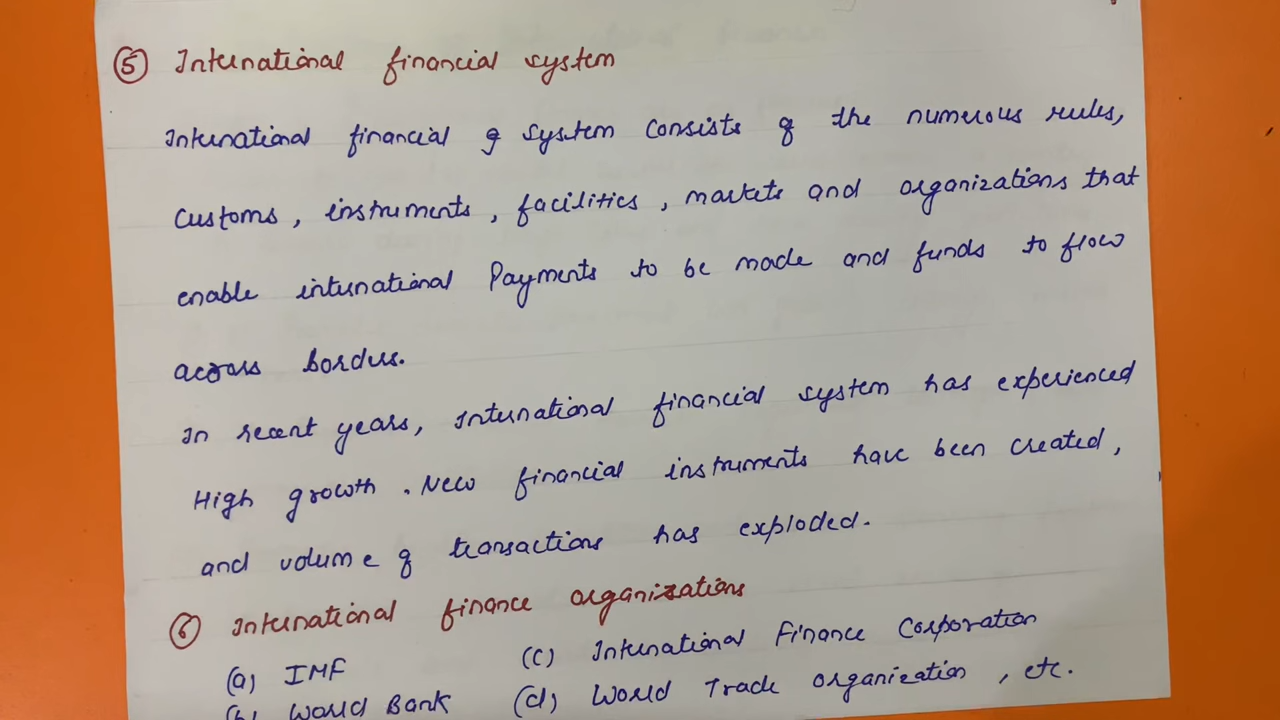 ⑤ International financial system
International financial g system consists of the numerous rules,
customs, instruments, facilities, markets and organizations that
enable international Payments to be made and funds to flow
across borders.
In recent years, International financial system has experienced
High growth. New financial instruments have been created,
and volume of transactions has exploded.
⑥ International finance organizations
(a) IMF (c) International Finance Corporation
(b) World Bank (d) World Trade organization, etc.